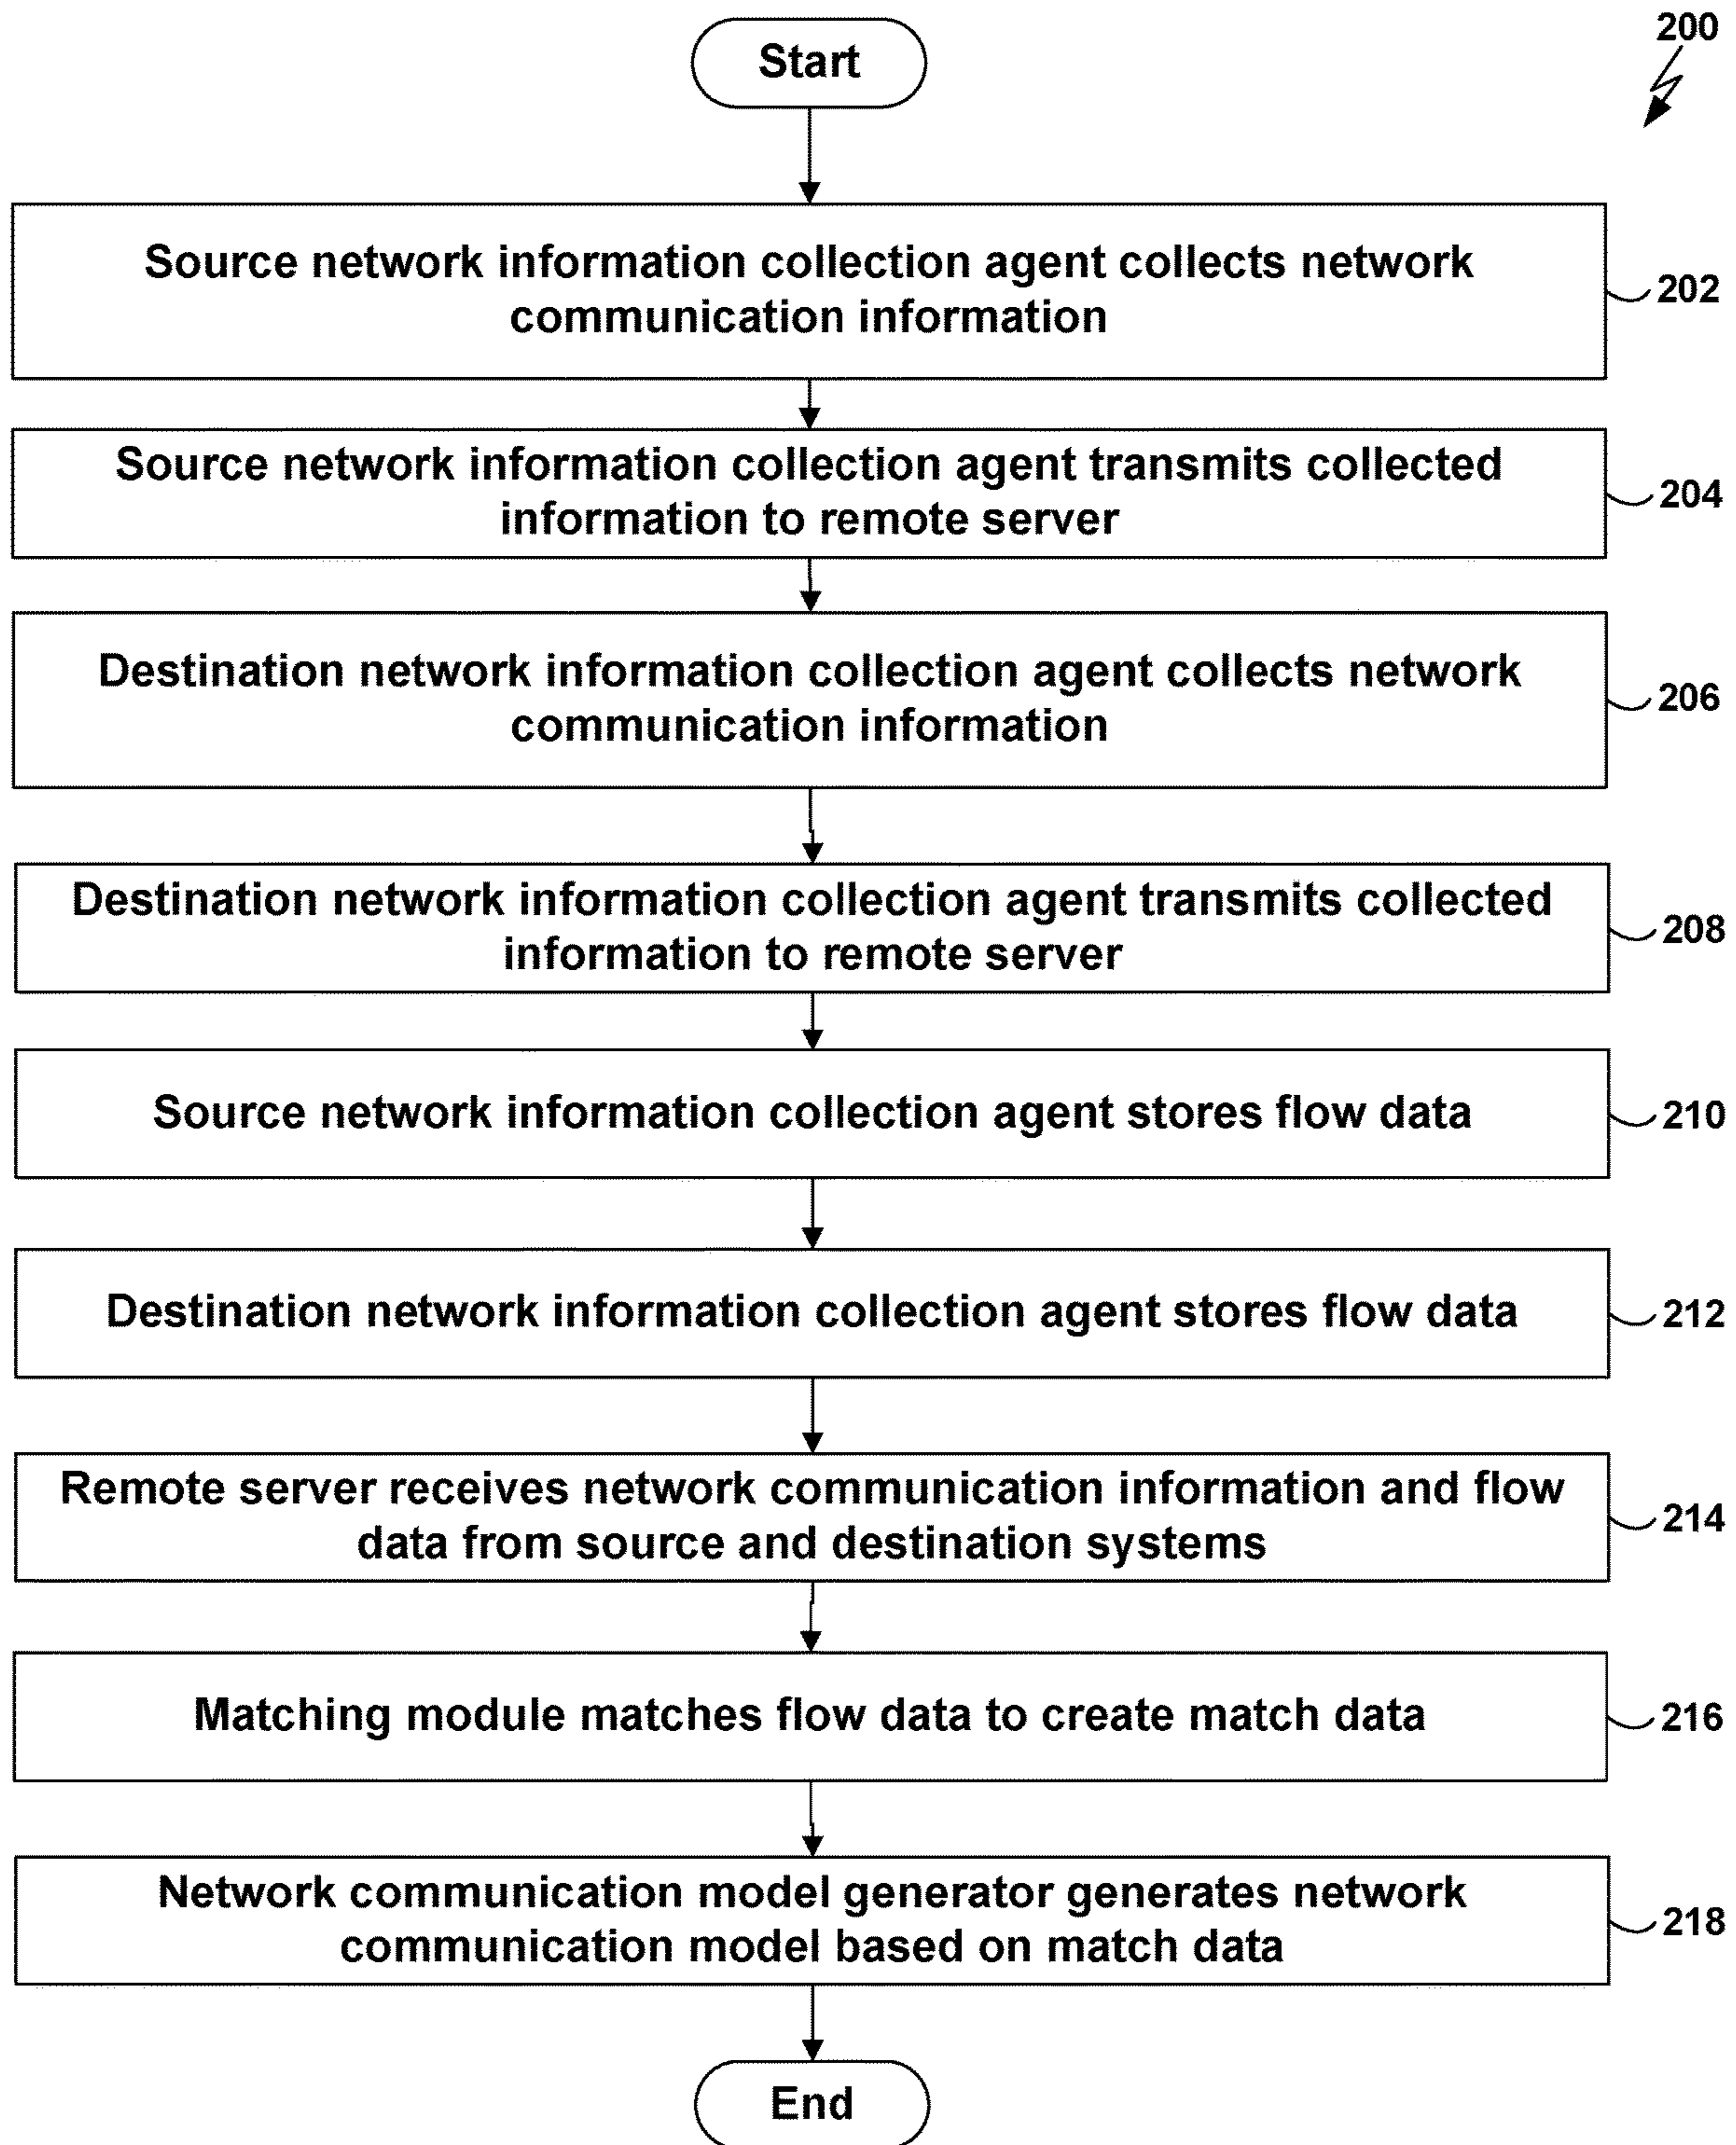 200
Start
Source network information collection agent collects network
communication information
202
Source network information collection agent transmits collected
information to remote server
204
Destination network information collection agent collects network
communication information
206
Destination network information collection agent transmits collected
information to remote server
208
Source network information collection agent stores flow data
210
Destination network information collection agent stores flow data
212
Remote server receives network communication information and flow
data from source and destination systems
214
Matching module matches flow data to create match data
216
Network communication model generator generates network
communication model based on match data
218
End